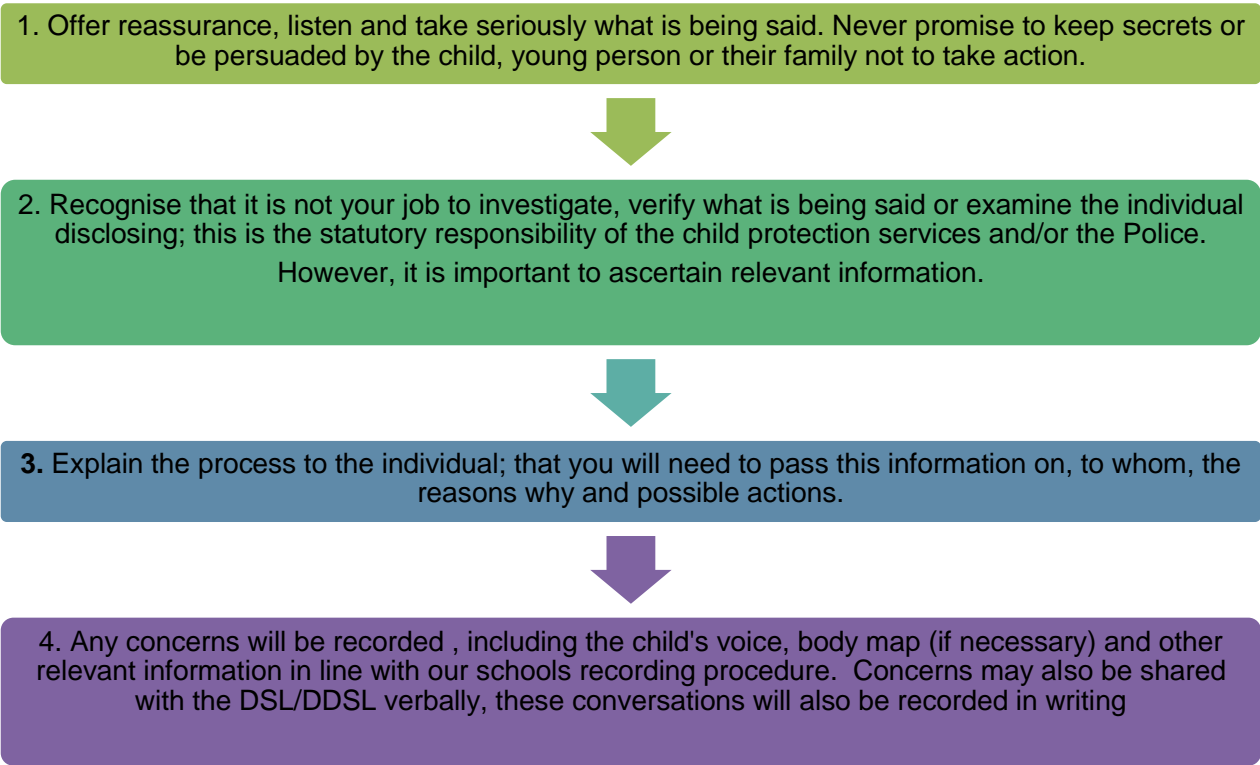 1. Offer reassurance, listen and take seriously what is being said. Never promise to keep secrets or
be persuaded by the child, young person or their family not to take action.
2. Recognise that it is not your job to investigate, verify what is being said or examine the individual
disclosing; this is the statutory responsibility of the child protection services and/or the Police.
However, it is important to ascertain relevant information.
3. Explain the process to the individual; that you will need to pass this information on, to whom, the
reasons why and possible actions.
4. Any concerns will be recorded , including the child's voice, body map (if necessary) and other
relevant information in line with our schools recording procedure.  Concerns may also be shared
with the DSL/DDSL verbally, these conversations will also be recorded in writing